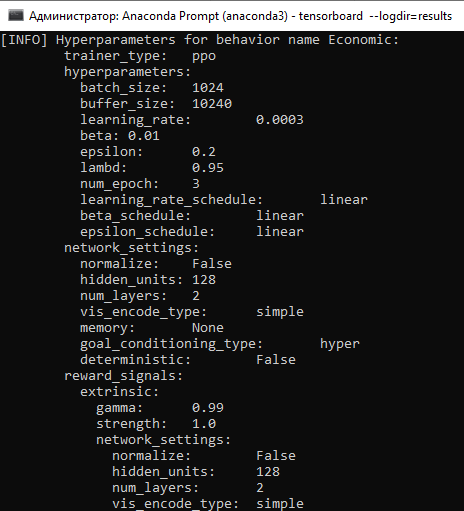 Администратор: Anaconda Prompt (anaconda3) - tensorboard --logdir=results
[INFO] Hyperparameters for behavior name Economic:
trainer_type: ppo
hyperparameters:
batch_size: 1024
buffer_size: 10240
learning_rate: 0.0003
beta: 0.01
epsilon: 0.2
lambd: 0.95
num_epoch: 3
learning_rate_schedule: linear
beta_schedule: linear
epsilon_schedule: linear
network_settings:
normalize: False
hidden_units: 128
num_layers: 2
vis_encode_type: simple
memory: None
goal_conditioning_type: hyper
deterministic: False
reward_signals:
extrinsic:
gamma: 0.99
strength: 1.0
network_settings:
normalize: False
hidden_units: 128
num_layers: 2
vis_encode_type: simple